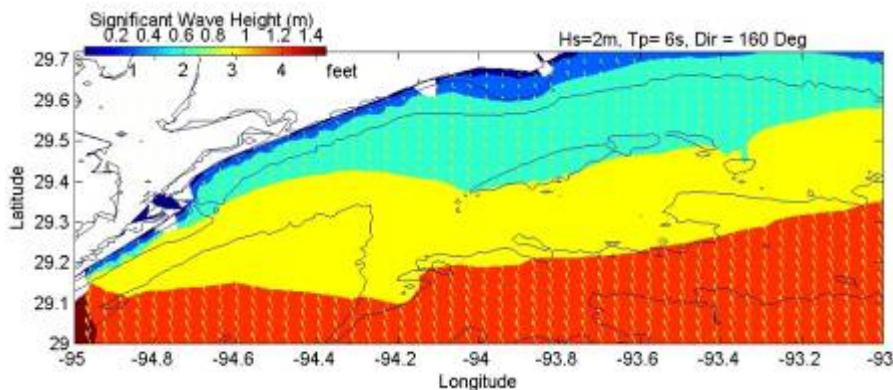 Significant Wave Height (m)
0.2 0.4 0.6 0.8 1 1.2 1.4
1 2 3 4 feet
Hs=2m, Tp= 6s, Dir = 160 Deg
29.7
29.6
29.5
29.4
29.3
29.2
29.1
29
Latitude
-95 -94.8 -94.6 -94.4 -94.2 -94 -93.8 -93.6 -93.4 -93.2 -93
Longitude